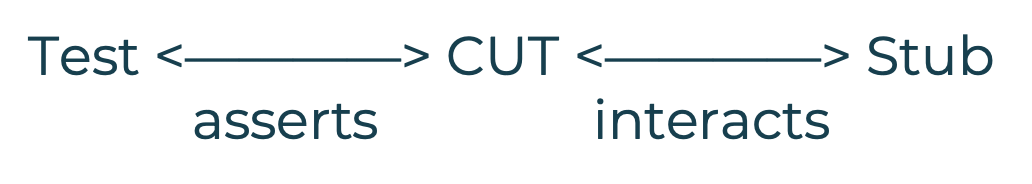 Test <————> CUT <————> Stub
asserts interacts